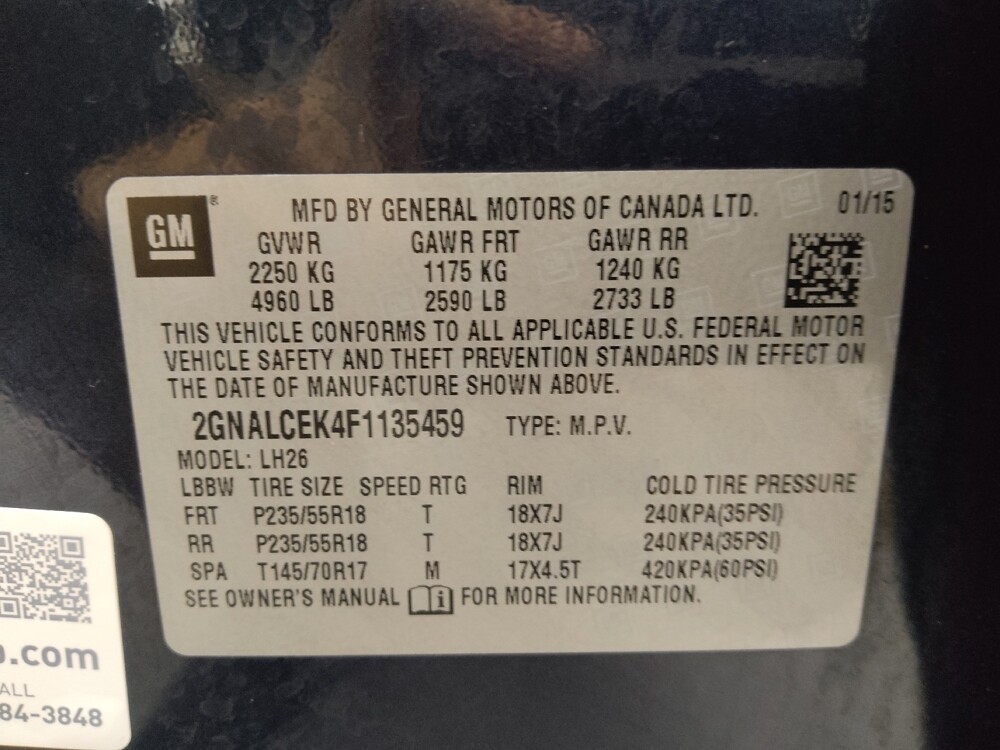 GM®
MFD BY GENERAL MOTORS OF CANADA LTD. 01/15
GVWR GAWR FRT GAWR RR
2250 KG 1175 KG 1240 KG
4960 LB 2590 LB 2733 LB
THIS VEHICLE CONFORMS TO ALL APPLICABLE U.S. FEDERAL MOTOR
VEHICLE SAFETY AND THEFT PREVENTION STANDARDS IN EFFECT ON
THE DATE OF MANUFACTURE SHOWN ABOVE.
2GNALCEK4F1135459 TYPE: M.P.V.
MODEL: LH26
LBBW TIRE SIZE SPEED RTG RIM COLD TIRE PRESSURE
FRT P235/55R18 T 18X7J 240KPA(35PSI)
RR P235/55R18 T 18X7J 240KPA(35PSI)
SPA T145/70R17 M 17X4.5T 420KPA(60PSI)
SEE OWNER'S MANUAL i FOR MORE INFORMATION.
.com
ALL
84-3848